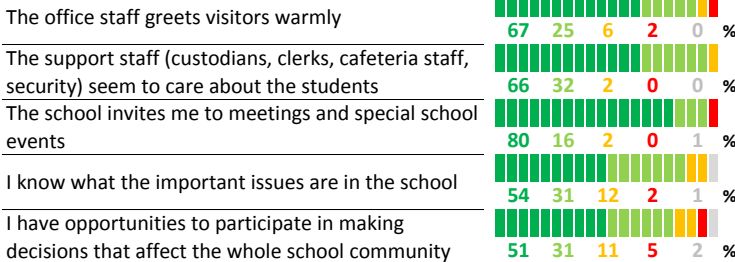 The office staff greets visitors warmly
67 25 6 2 0 %
The support staff (custodians, clerks, cafeteria staff,
security) seem to care about the students
66 32 2 0 0 %
The school invites me to meetings and special school
events
80 16 2 0 1 %
I know what the important issues are in the school
54 31 12 2 1 %
I have opportunities to participate in making
decisions that affect the whole school community
51 31 11 5 2 %